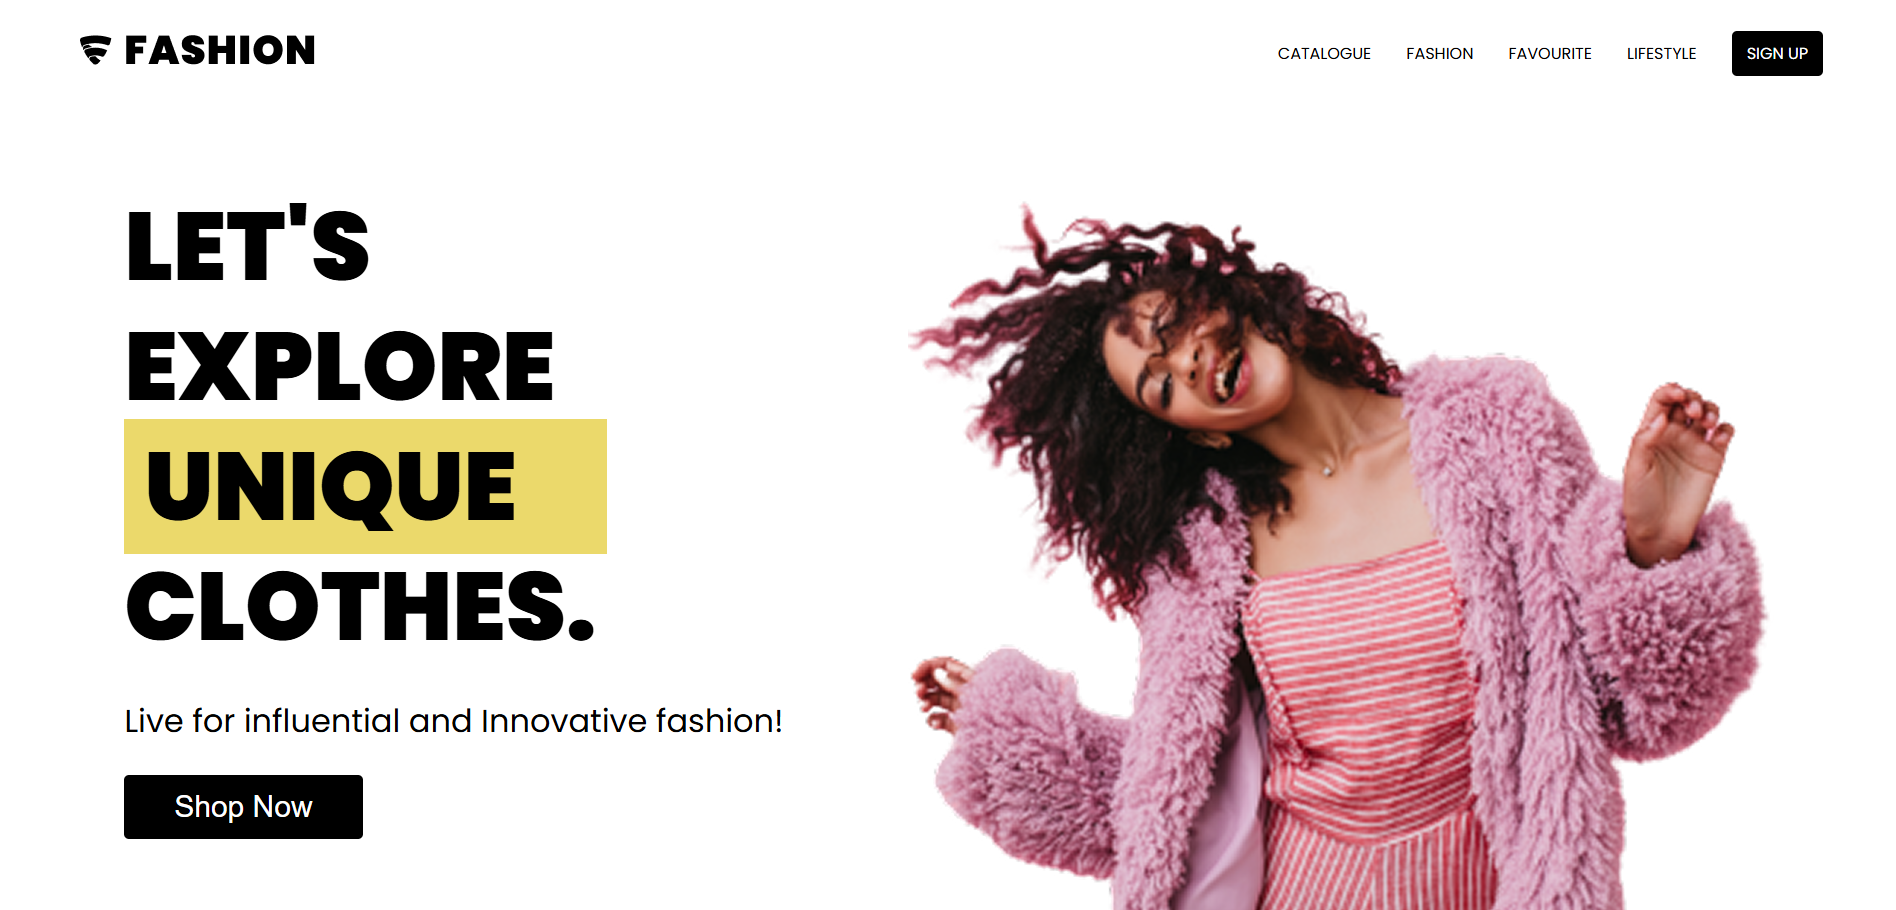 FASHION
CATALOGUE FASHION FAVOURITE LIFESTYLE SIGN UP
LET'S
EXPLORE
UNIQUE
CLOTHES.
Live for influential and Innovative fashion!
Shop Now